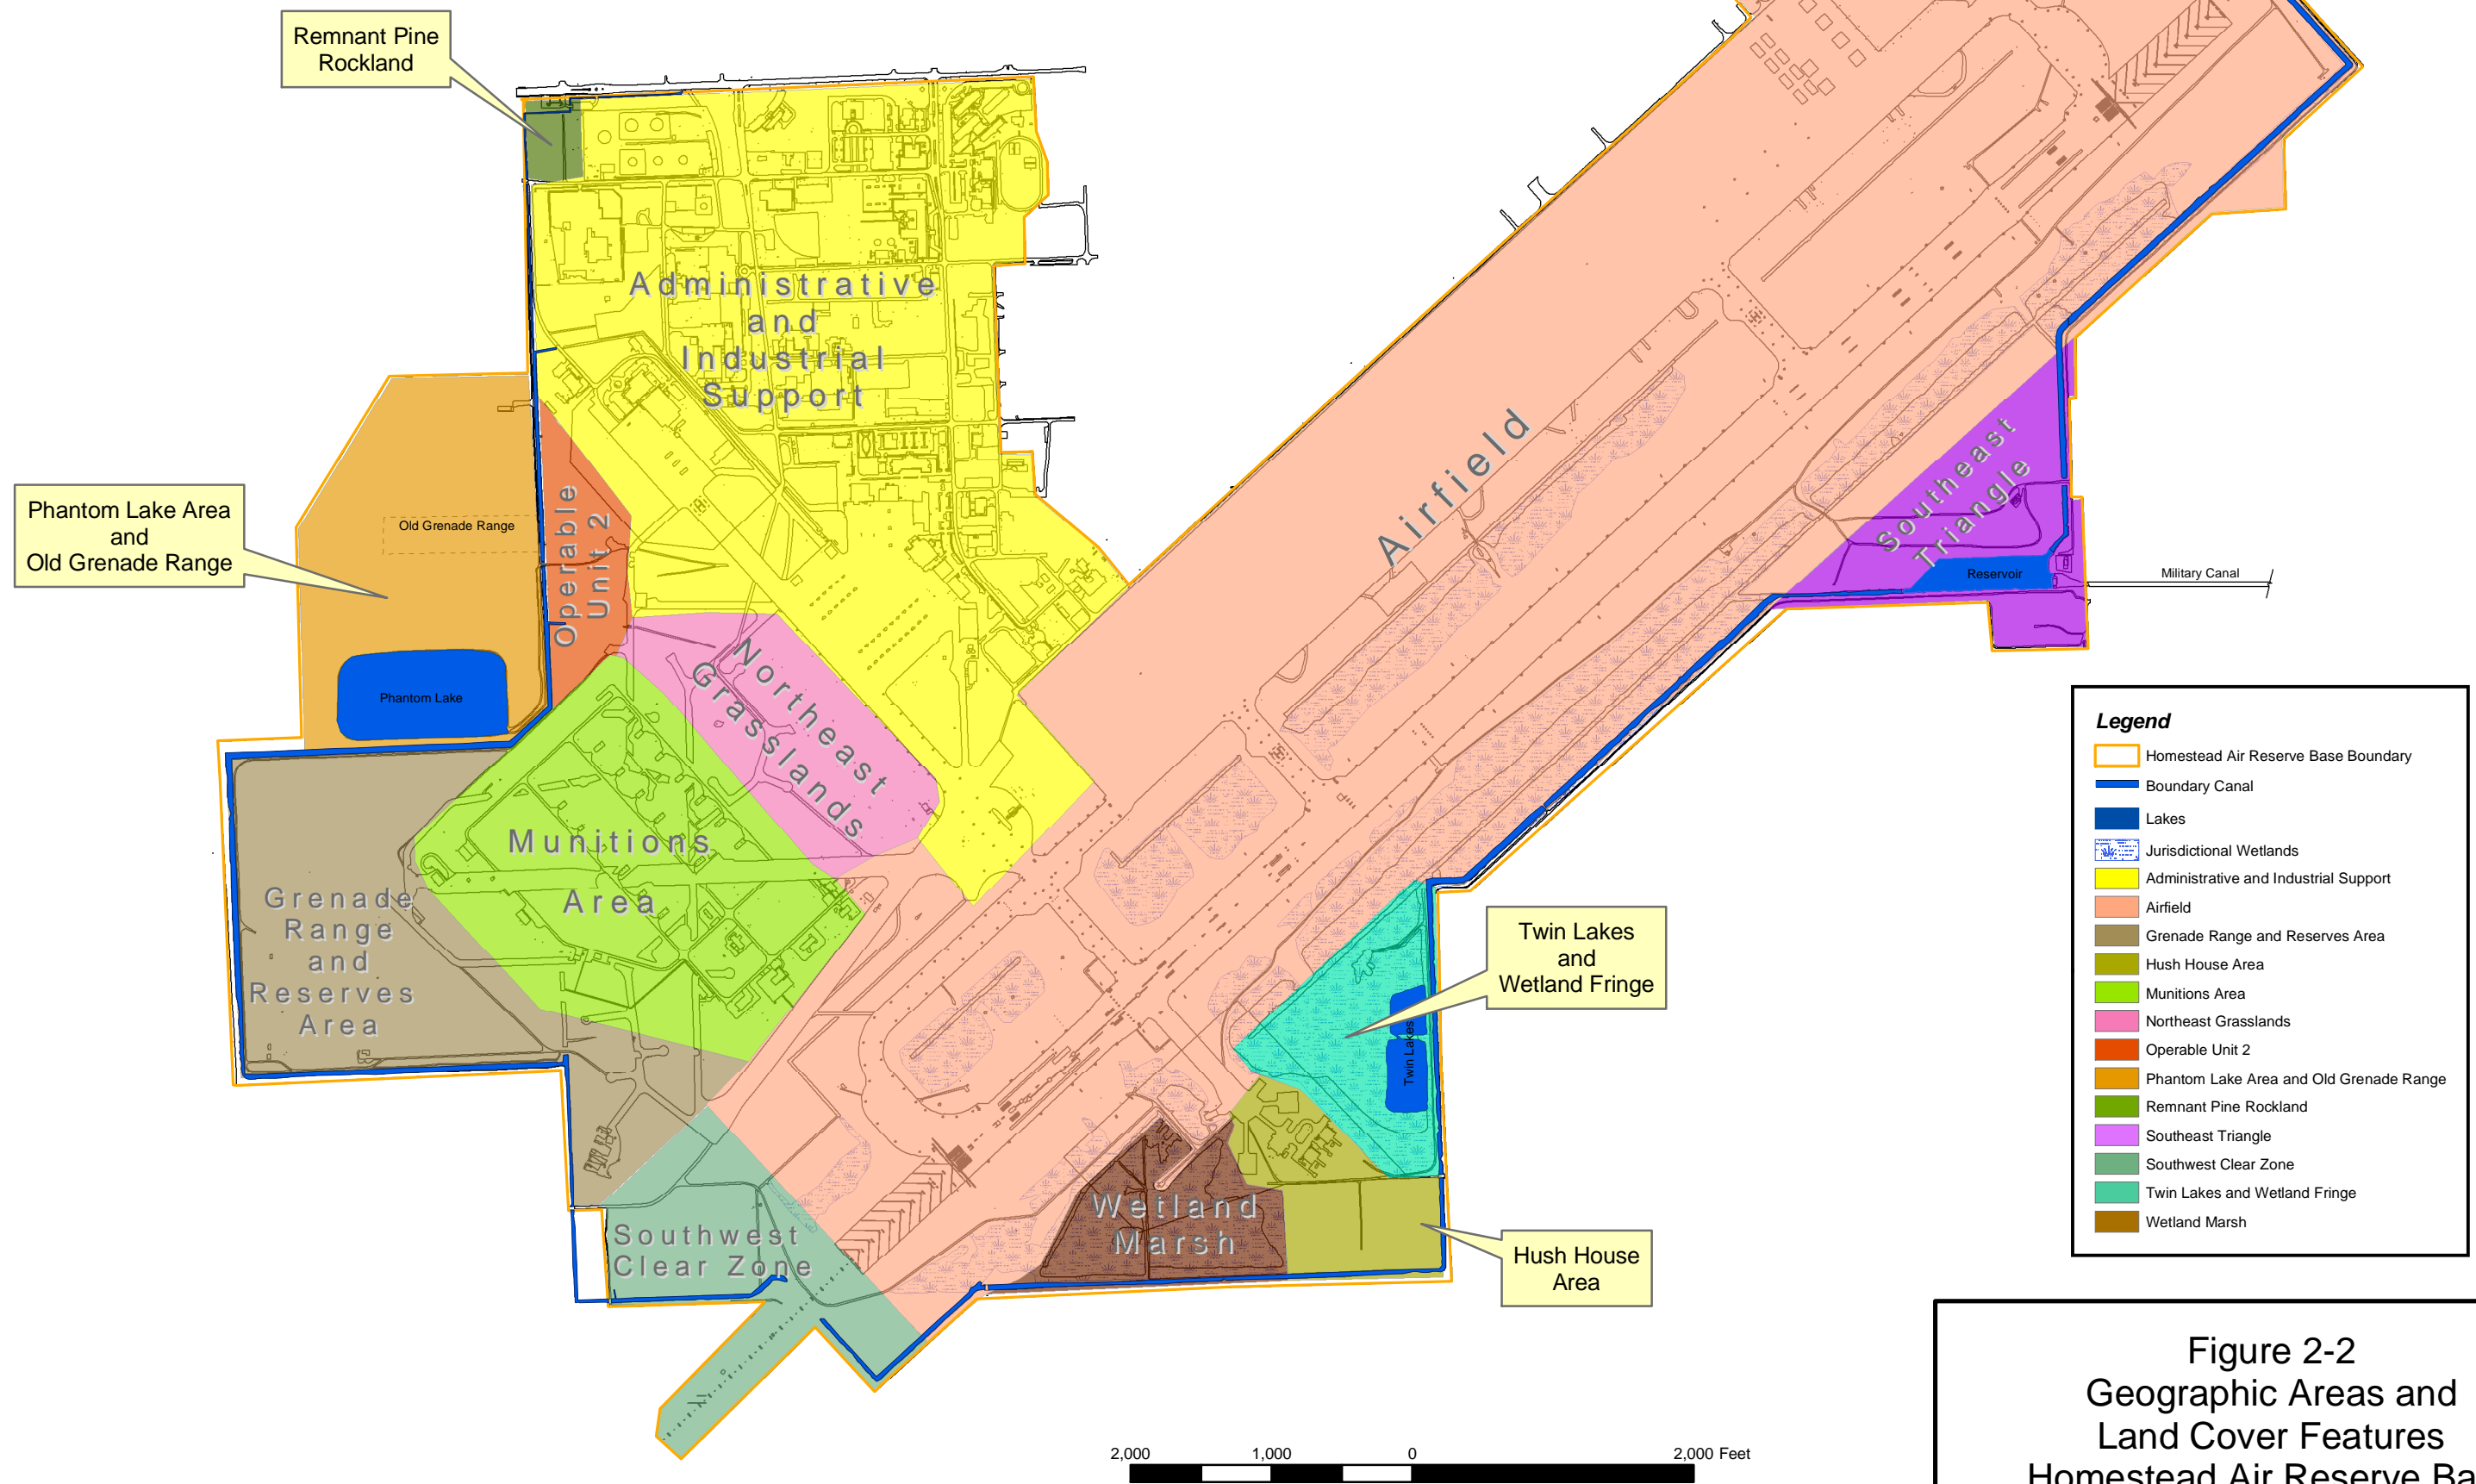 Remnant Pine
Rockland
Administrative
and
Industrial
Support
Phantom Lake Area
and
Old Grenade Range
Old Grenade Range
Operable
Unit 2
Phantom Lake
Northeast
Grasslands
Airfield
Southeast
Triangle
Reservoir
Military Canal
Munitions
Area
Grenade
Range
and
Reserves
Area
Twin Lakes
and
Wetland Fringe
Twin Lakes
Wetland
Marsh
Hush House
Area
Southwest
Clear Zone
Legend
Homestead Air Reserve Base Boundary
Boundary Canal
Lakes
Jurisdictional Wetlands
Administrative and Industrial Support
Airfield
Grenade Range and Reserves Area
Hush House Area
Munitions Area
Northeast Grasslands
Operable Unit 2
Phantom Lake Area and Old Grenade Range
Remnant Pine Rockland
Southeast Triangle
Southwest Clear Zone
Twin Lakes and Wetland Fringe
Wetland Marsh
2,000 1,000 0 2,000 Feet
Figure 2-2
Geographic Areas and
Land Cover Features
Homestead Air Reserve Ba